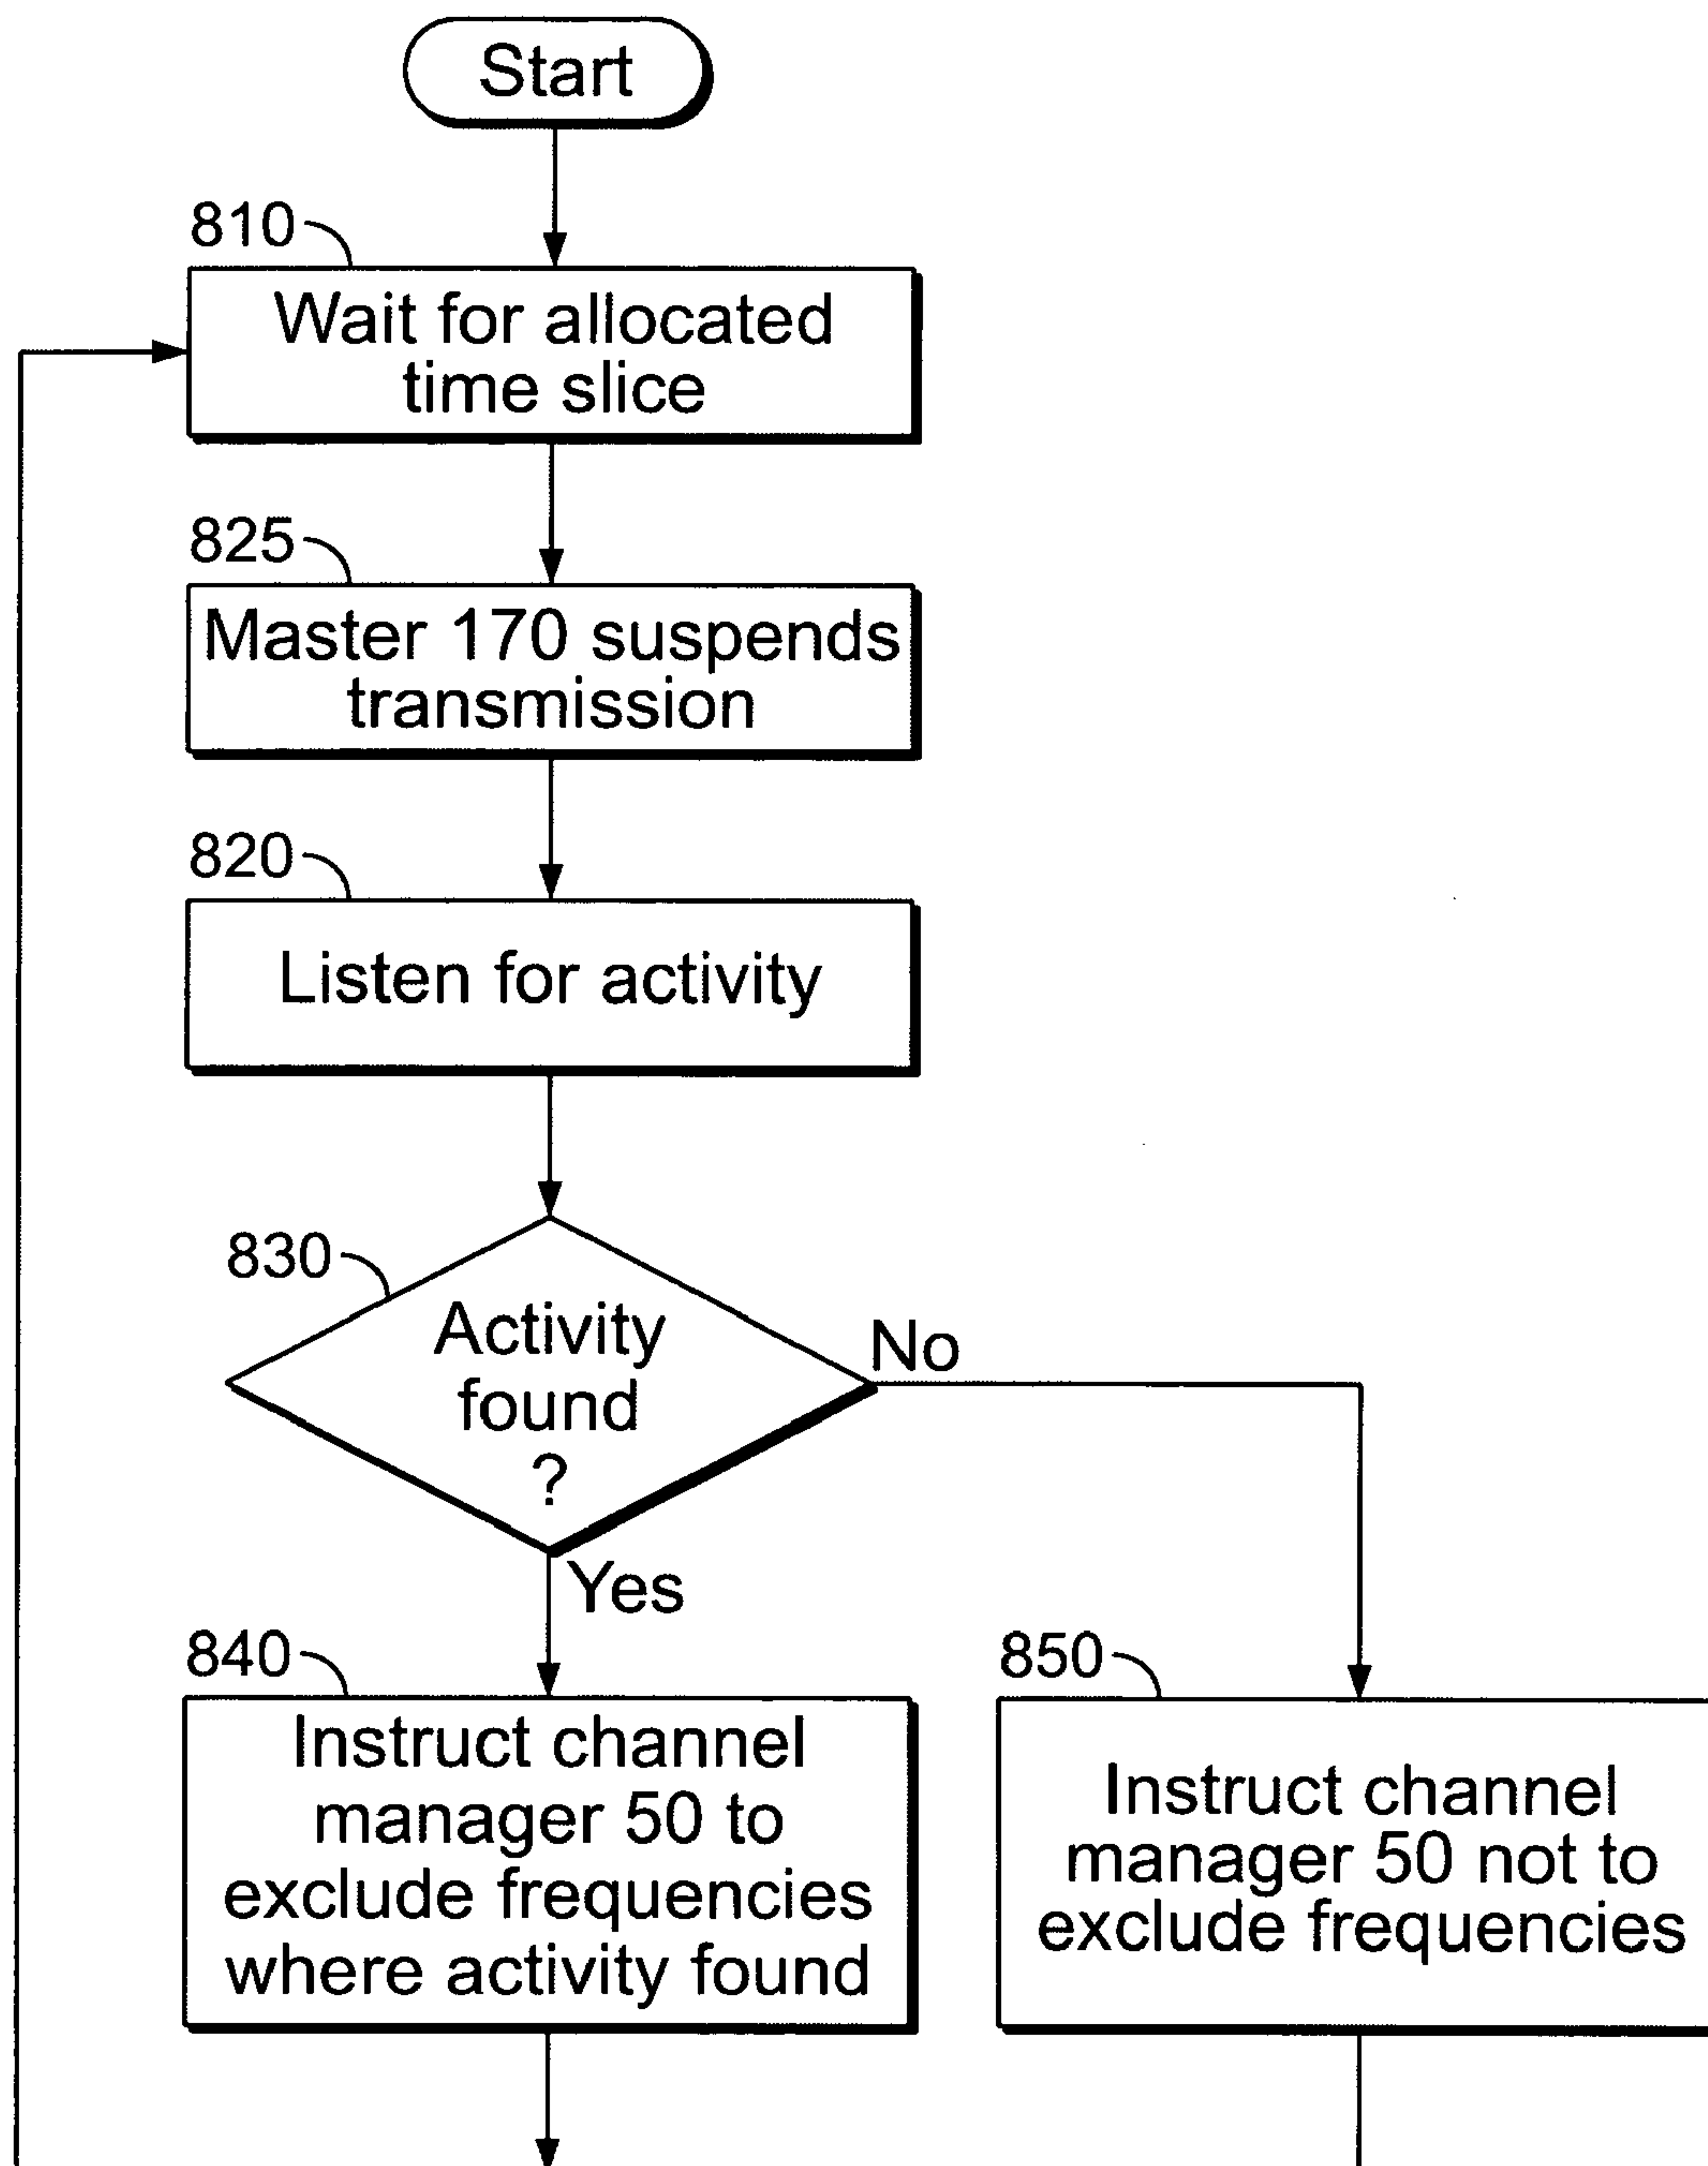 Start
810
Wait for allocated
time slice
825
Master 170 suspends
transmission
820
Listen for activity
830
Activity
found
?
No
Yes
840
Instruct channel
manager 50 to
exclude frequencies
where activity found
850
Instruct channel
manager 50 not to
exclude frequencies